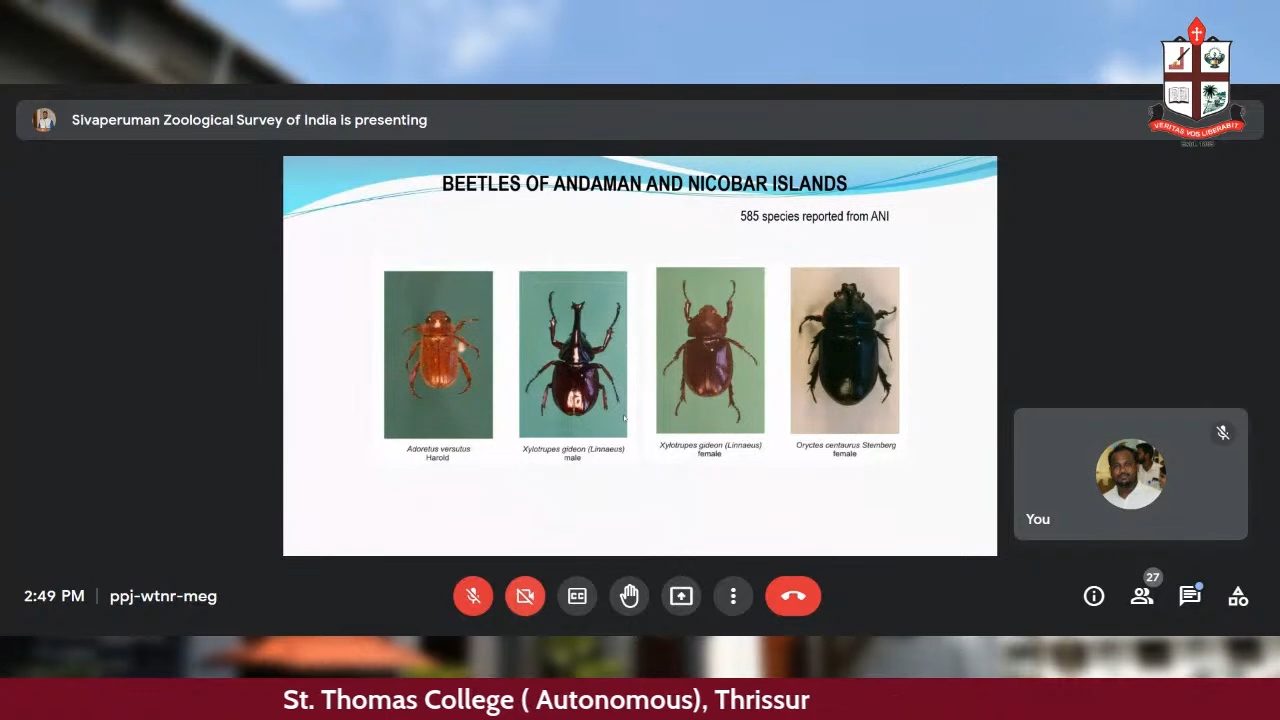 Sivaperuman Zoological Survey of India is presenting
VERITAS VOS LIBERABIT
BEETLES OF ANDAMAN AND NICOBAR ISLANDS
585 species reported from ANI
Adoretus versutus
Harold
Xylotrupes gideon (Linnaeus)
male
Xylotrupes gideon (Linnaeus)
female
Oryctes centaurus Sternberg
female
You
2:49 PM | ppj-wtnr-meg
CC
27
St. Thomas College ( Autonomous), Thrissur